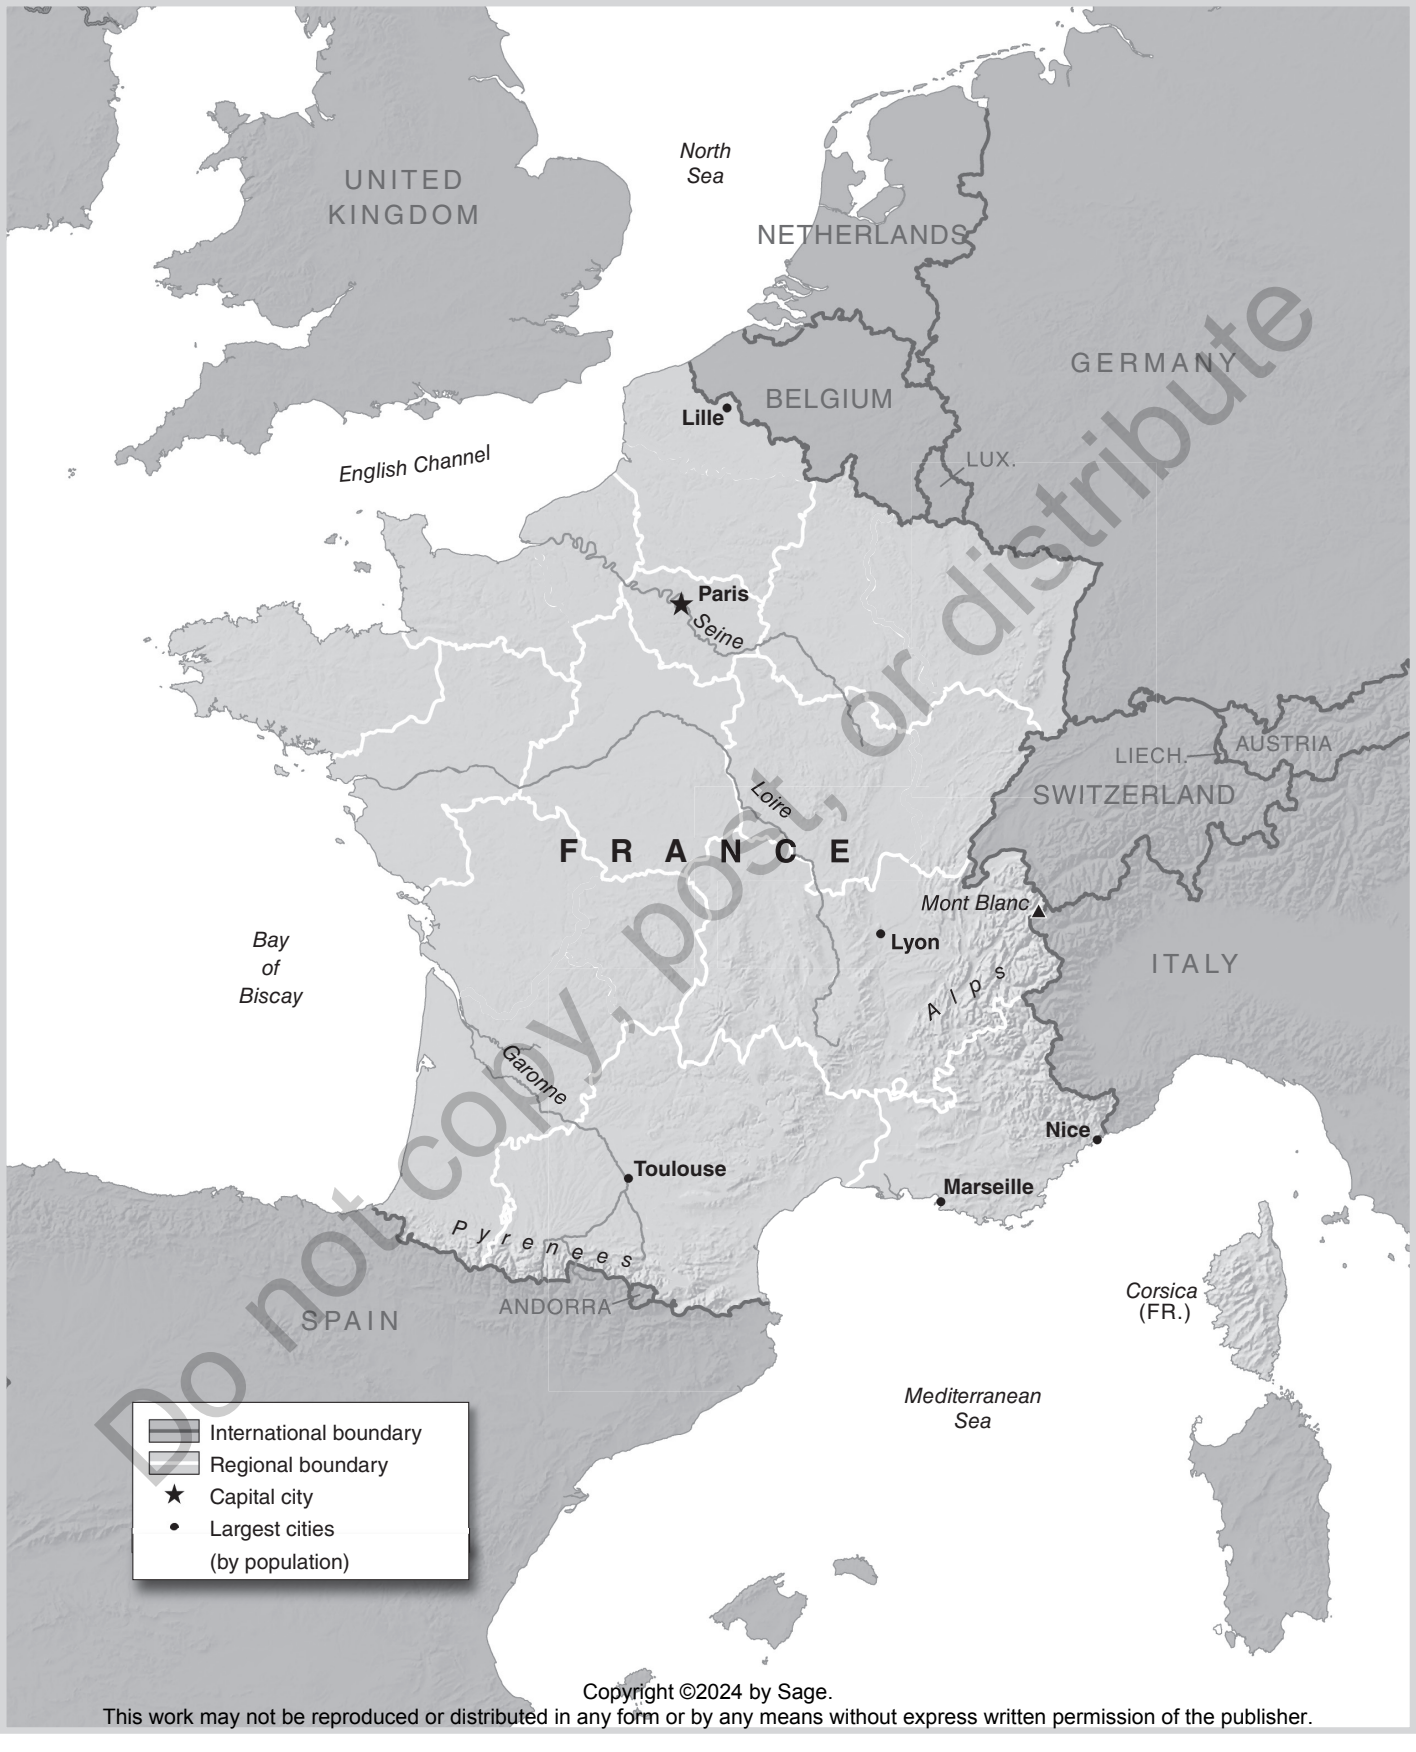 North
Sea
UNITED
KINGDOM
NETHERLANDS
GERMANY
BELGIUM
Lille
English Channel
LUX.
Paris
Seine
LIECH.
AUSTRIA
SWITZERLAND
Loire
FRANCE
Mont Blanc
Lyon
Bay
of
Biscay
ITALY
Alps
Garonne
Nice
Toulouse
Marseille
Pyrenees
ANDORRA
SPAIN
Corsica
(FR.)
Mediterranean
Sea
International boundary
Regional boundary
Capital city
Largest cities
(by population)
Do not copy, post, or distribute
Copyright ©2024 by Sage.
This work may not be reproduced or distributed in any form or by any means without express written permission of the publisher.